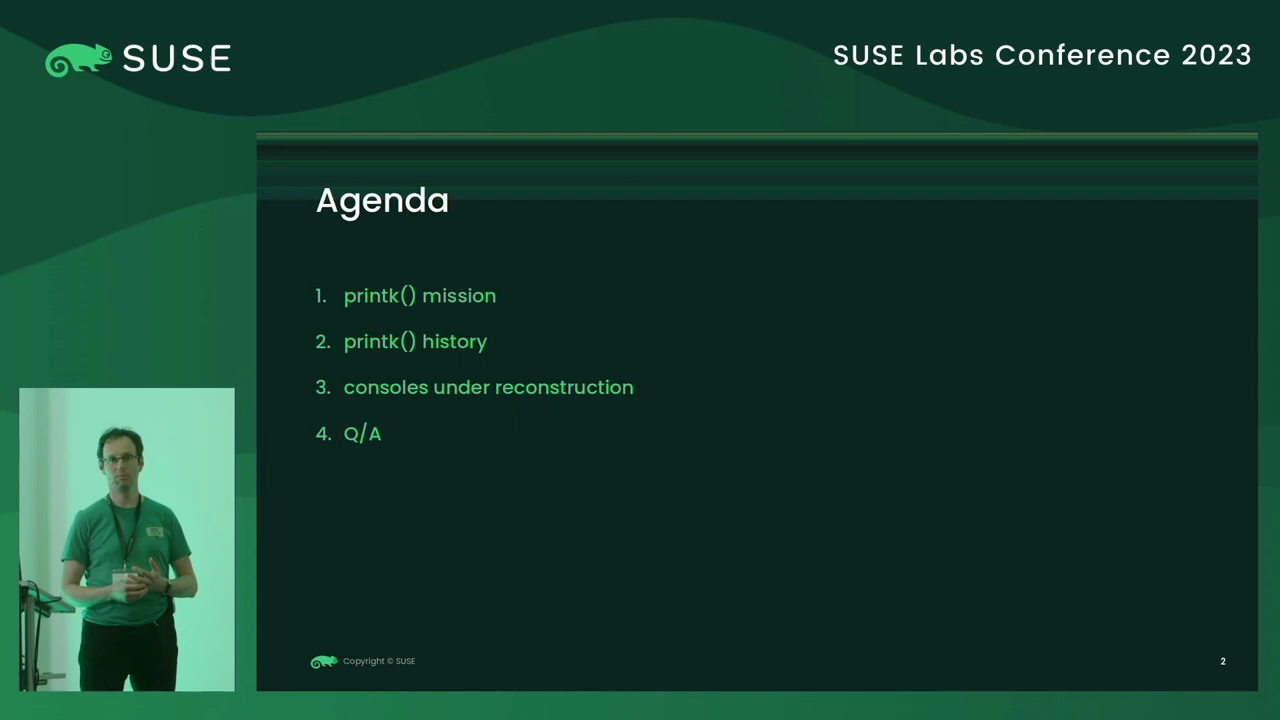 SUSE
SUSE Labs Conference 2023
Agenda
1. printk() mission
2. printk() history
3. consoles under reconstruction
4. Q/A
Copyright © SUSE
2